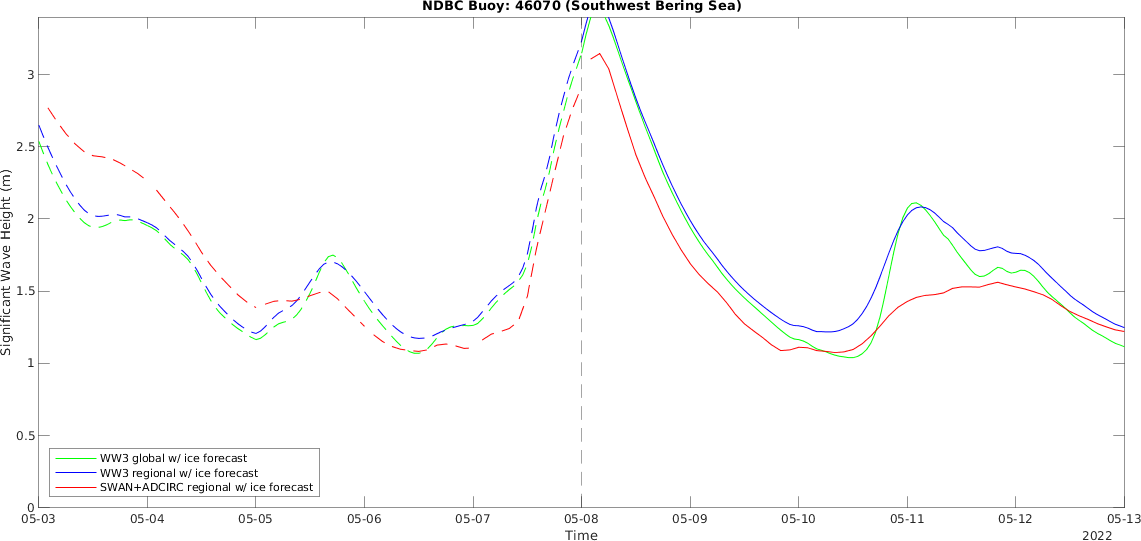 NDBC Buoy: 46070 (Southwest Bering Sea)
Significant Wave Height (m)
3
2.5
2
1.5
1
0.5
0
WW3 global w/ ice forecast
WW3 regional w/ ice forecast
SWAN+ADCIRC regional w/ ice forecast
05-03 05-04 05-05 05-06 05-07 05-08 05-09 05-10 05-11 05-12 05-13
Time
2022